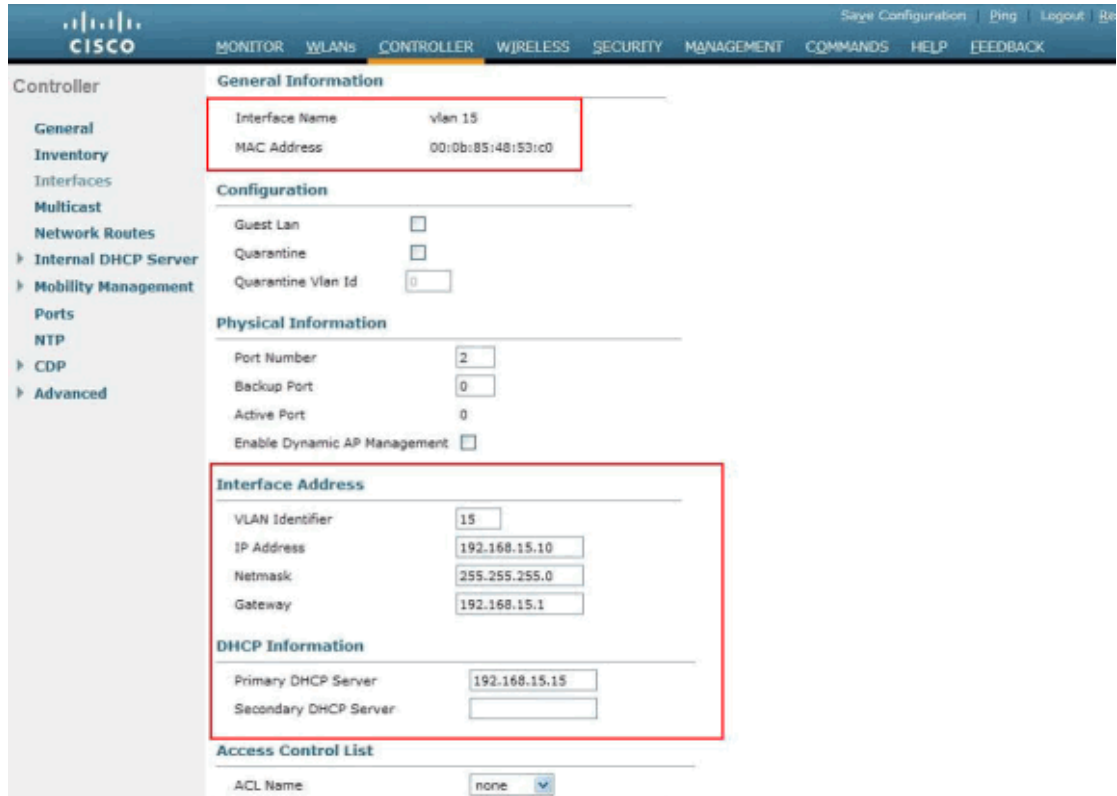 Save Configuration Ping Logout Re
CISCO
MONITOR WLANs CONTROLLER WIRELESS SECURITY MANAGEMENT COMMANDS HELP FEEDBACK
Controller
General
Inventory
Interfaces
Multicast
Network Routes
Internal DHCP Server
Mobility Management
Ports
NTP
CDP
Advanced
General Information
Interface Name vlan 15
MAC Address 00:0b:85:48:53:c0
Configuration
Guest Lan
Quarantine
Quarantine Vlan Id 0
Physical Information
Port Number 2
Backup Port 0
Active Port 0
Enable Dynamic AP Management
Interface Address
VLAN Identifier 15
IP Address 192.168.15.10
Netmask 255.255.255.0
Gateway 192.168.15.1
DHCP Information
Primary DHCP Server 192.168.15.15
Secondary DHCP Server
Access Control List
ACL Name none